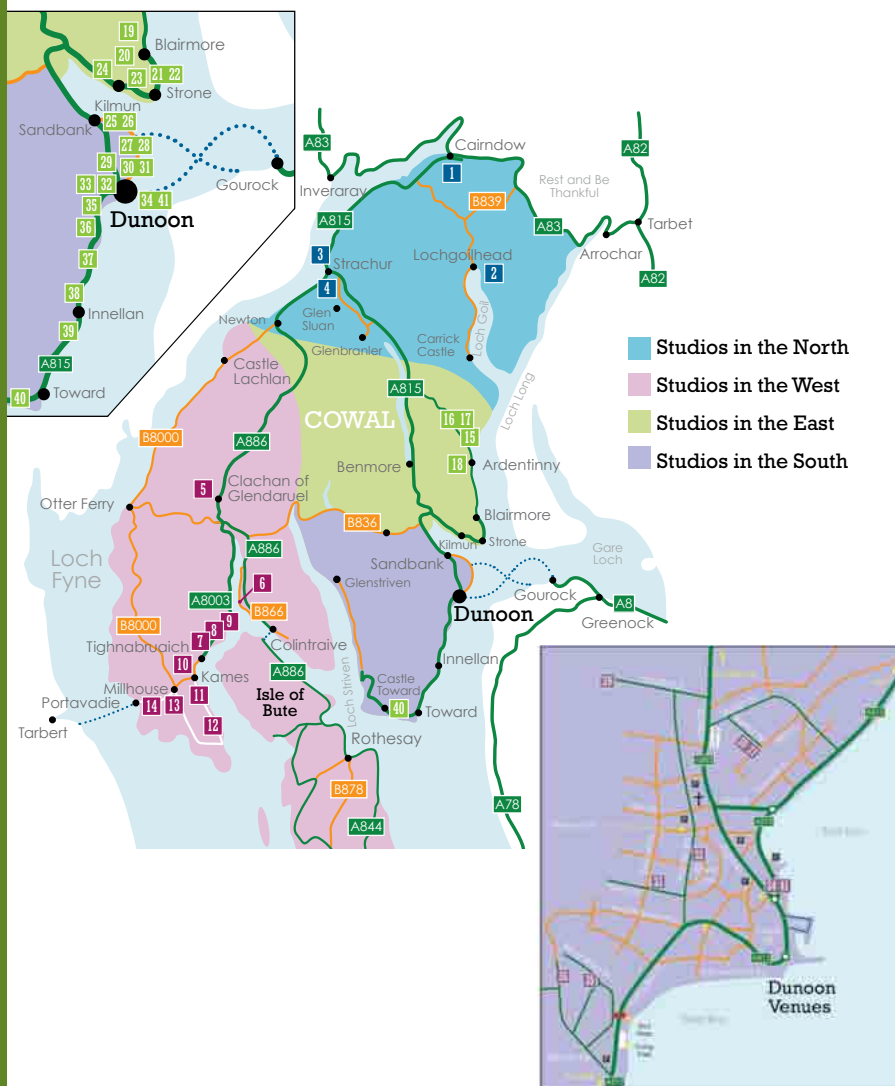 19
Blairmore
20
24
23
21 22
Strone
Kilmun
25 26
Sandbank
27 28
29
30 31
33 32
Gourock
34 41
35
Dunoon
36
37
38
Innellan
39
A815
40
Toward
A83
Cairndow
A82
1
Inveraray
Rest and Be
Thankful
B839
A815
A83
Tarbet
Arrochar
3
Strachur
Lochgoilhead
2
A82
4
Glen
Sluan
Newton
Glenbranter
Carrick
Castle
Loch Goil
Castle
Lachlan
Loch Long
Studios in the North
Studios in the West
Studios in the East
Studios in the South
A815
COWAL
16 17
15
B8000
A886
18
Benmore
Ardentinny
5
Clachan of
Glendaruel
Otter Ferry
Blairmore
B836
Strone
Kilmun
A886
Loch
Fyne
Sandbank
Gare
Loch
Glenstriven
6
Gourock
A8003
B866
Dunoon
A8
Greenock
B8000
9
8
7
Tighnabruaich
Colintraive
10
Innellan
Kames
A886
Loch Striven
Millhouse
11
Isle of
Bute
Castle
Toward
Portavadie
14
13
40
Toward
12
Tarbert
Rothesay
B878
A78
A844
Dunoon
Venues